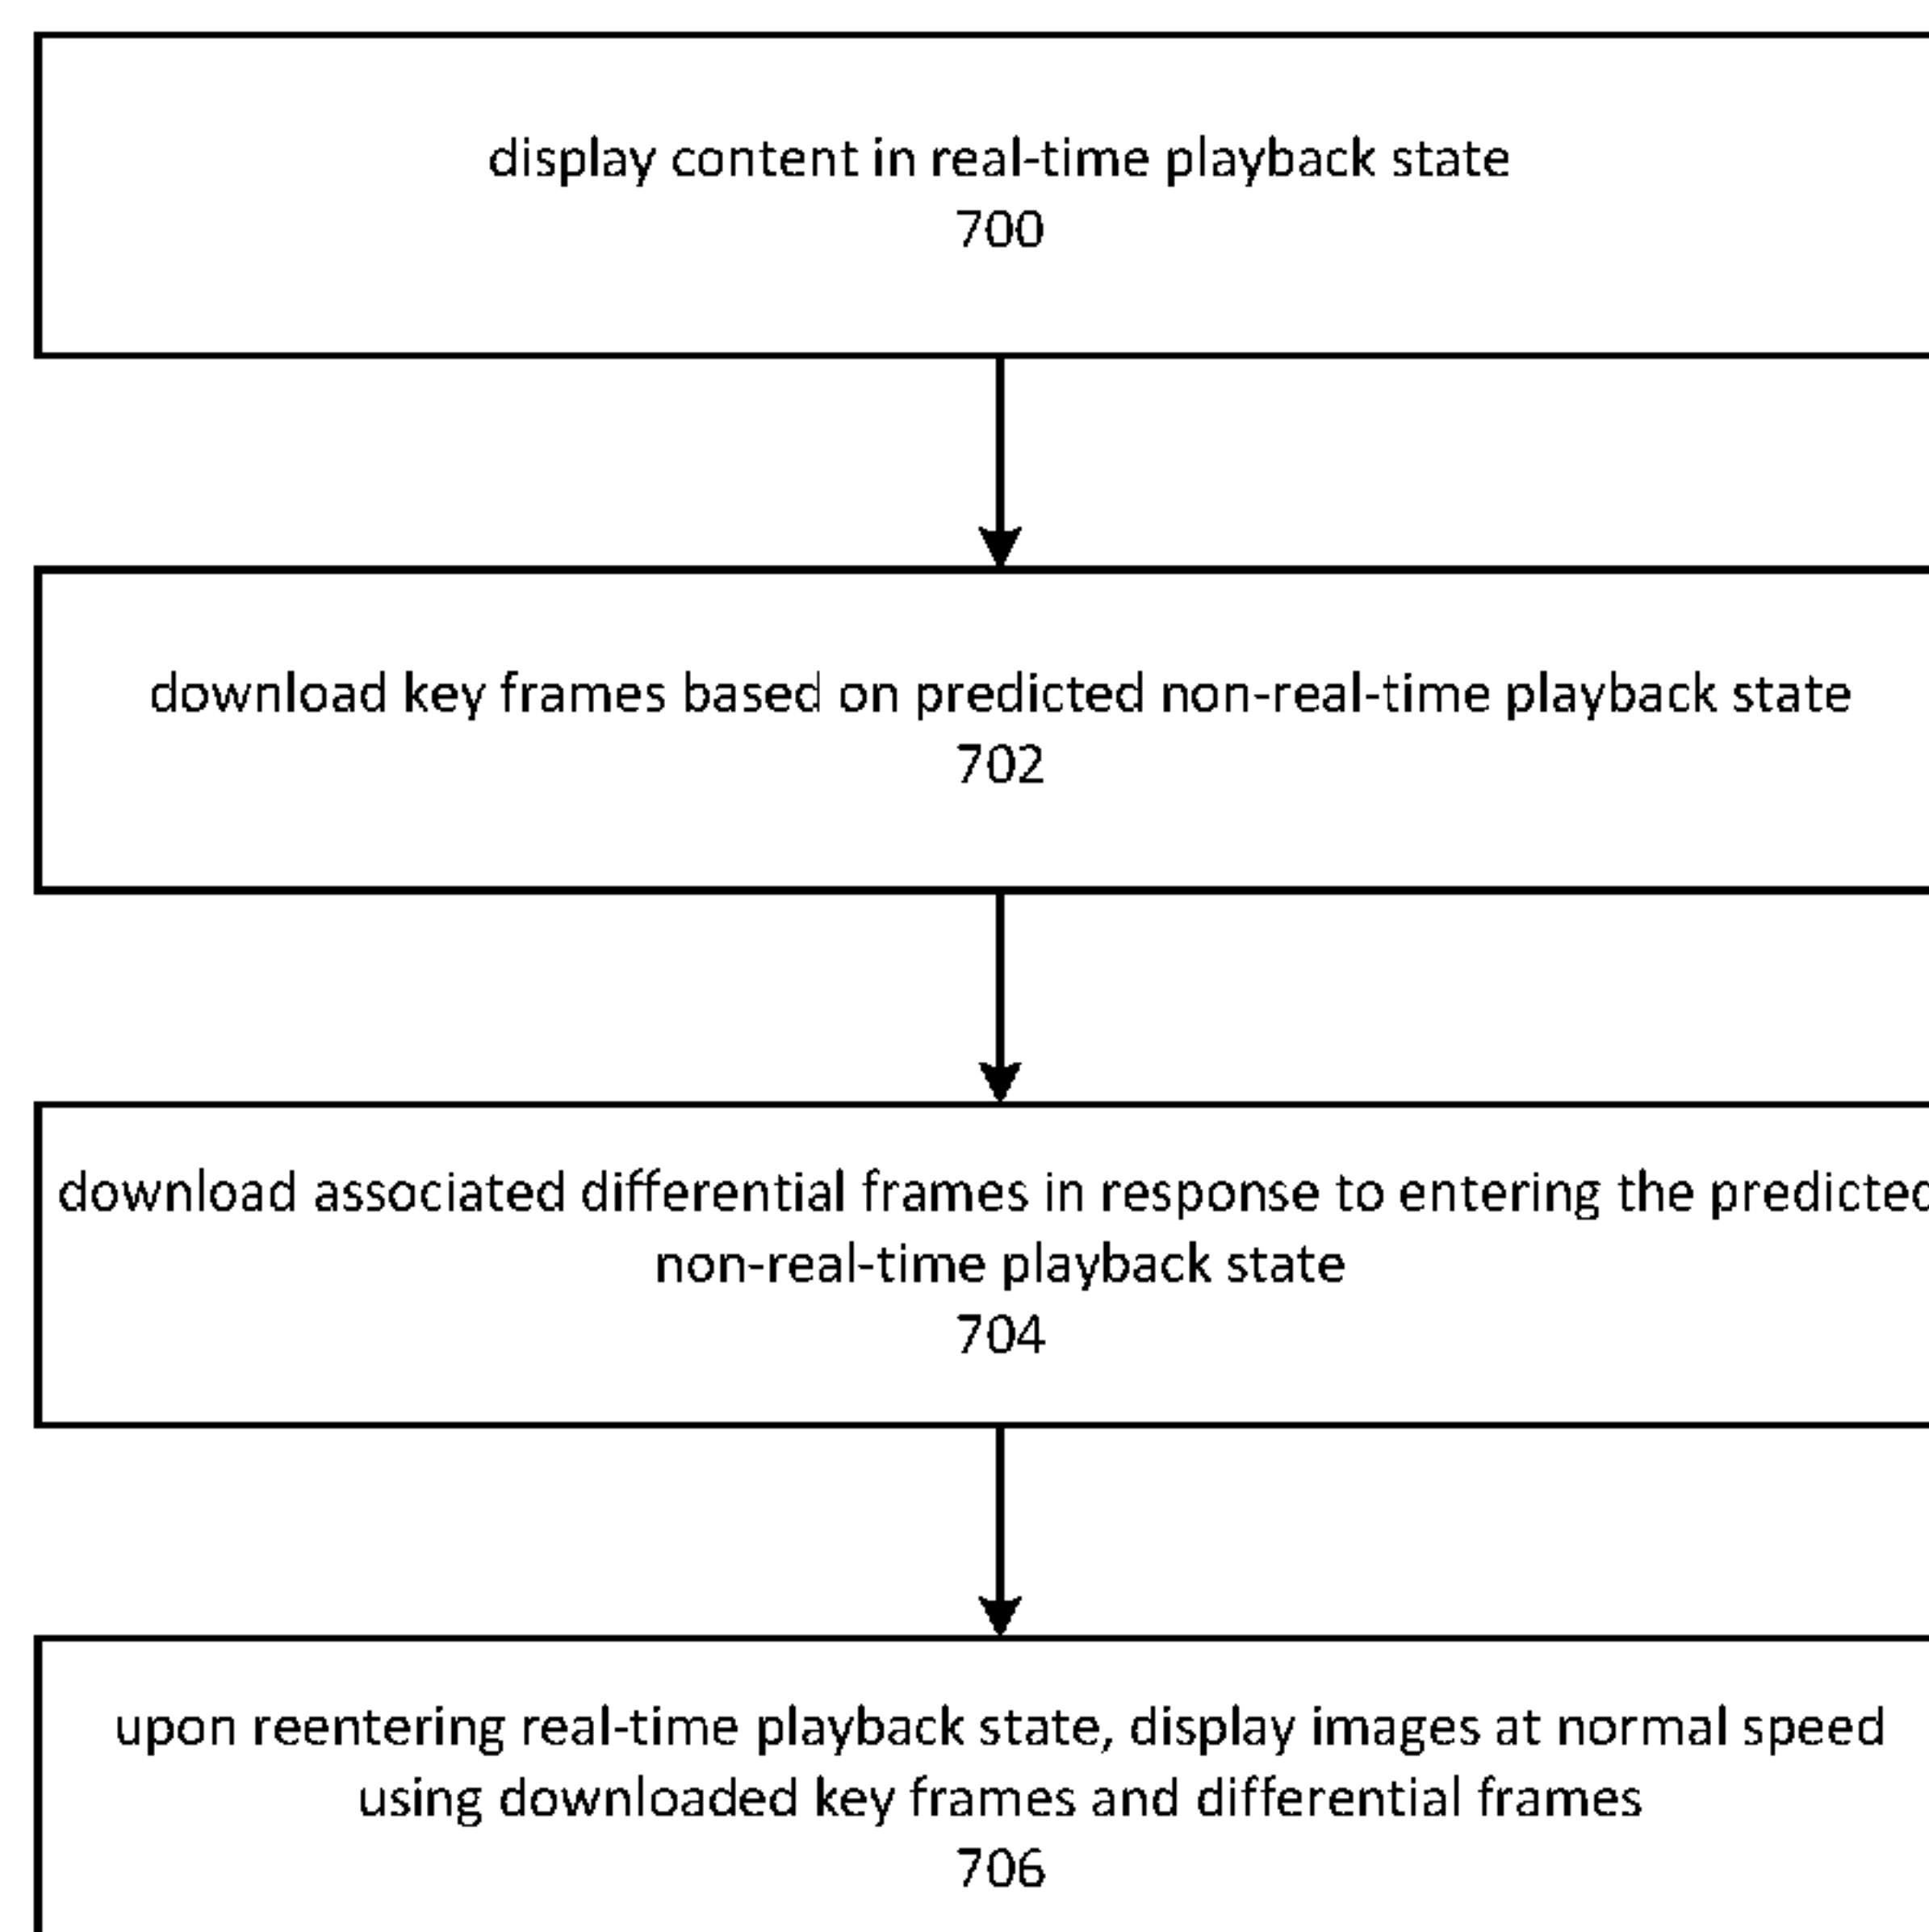 display content in real-time playback state
700
download key frames based on predicted non-real-time playback state
702
download associated differential frames in response to entering the predicted
non-real-time playback state
704
upon reentering real-time playback state, display images at normal speed
using downloaded key frames and differential frames
706